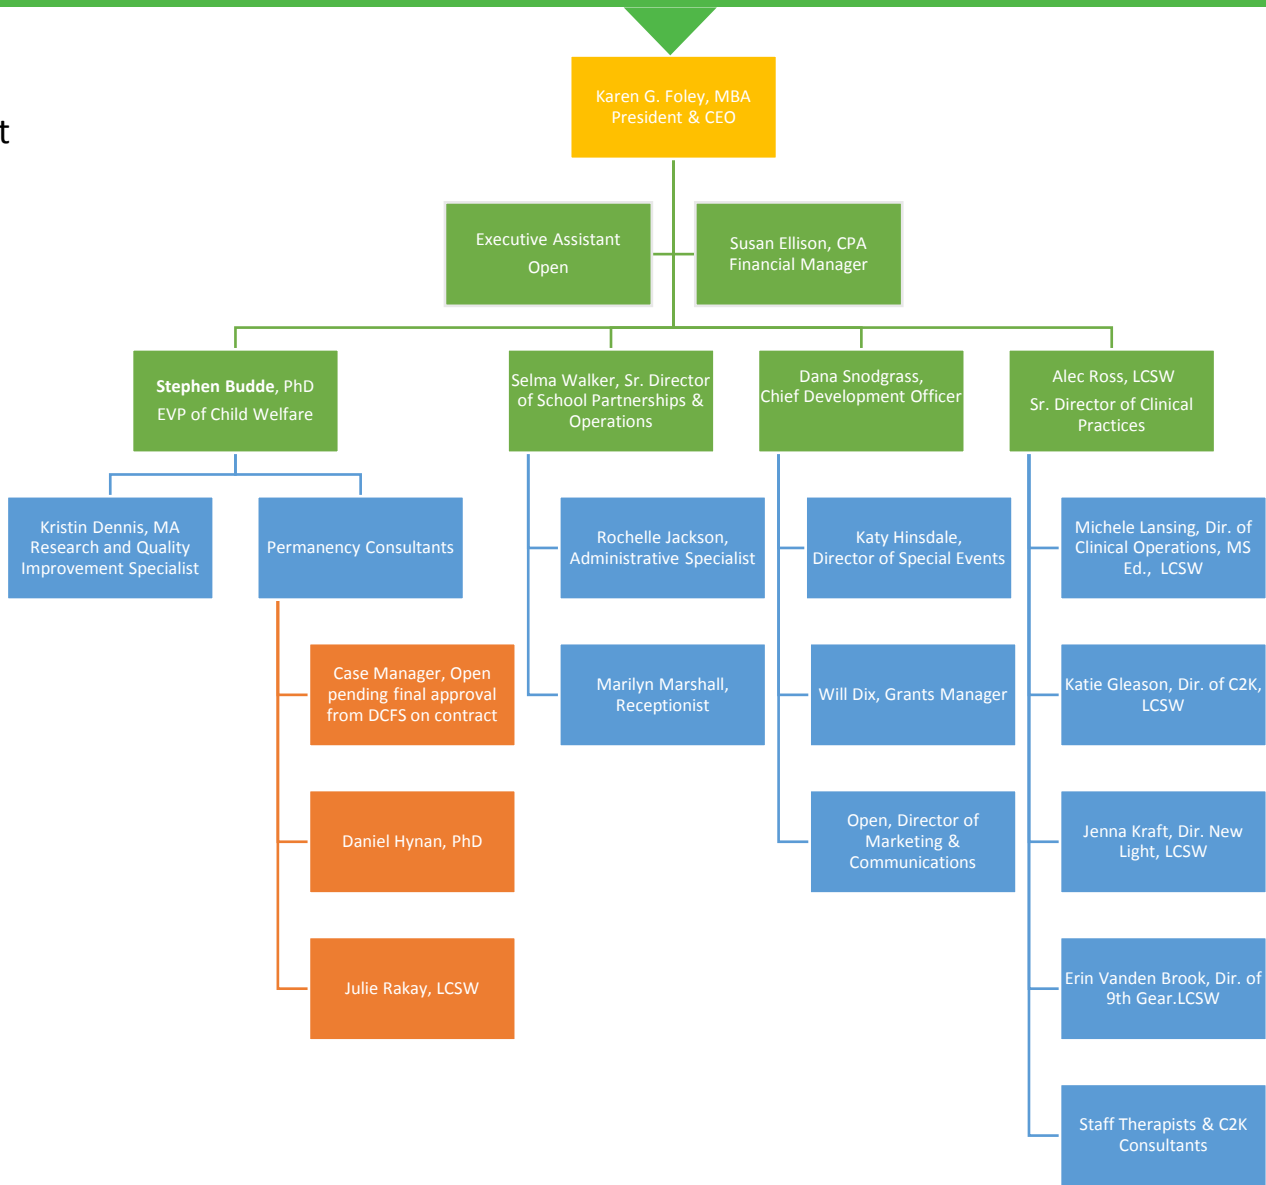 t
Karen G. Foley, MBA
President & CEO
Executive Assistant
Open
Susan Ellison, CPA
Financial Manager
Stephen Budde, PhD
EVP of Child Welfare
Selma Walker, Sr. Director
of School Partnerships &
Operations
Dana Snodgrass,
Chief Development Officer
Alec Ross, LCSW
Sr. Director of Clinical
Practices
Kristin Dennis, MA
Research and Quality
Improvement Specialist
Permanency Consultants
Rochelle Jackson,
Administrative Specialist
Katy Hinsdale,
Director of Special Events
Michele Lansing, Dir. of
Clinical Operations, MS
Ed.,  LCSW
Case Manager, Open
pending final approval
from DCFS on contract
Marilyn Marshall,
Receptionist
Will Dix, Grants Manager
Katie Gleason, Dir. of C2K,
LCSW
Daniel Hynan, PhD
Open, Director of
Marketing &
Communications
Jenna Kraft, Dir. New
Light, LCSW
Julie Rakay, LCSW
Erin Vanden Brook, Dir. of
9th Gear.LCSW
Staff Therapists & C2K
Consultants